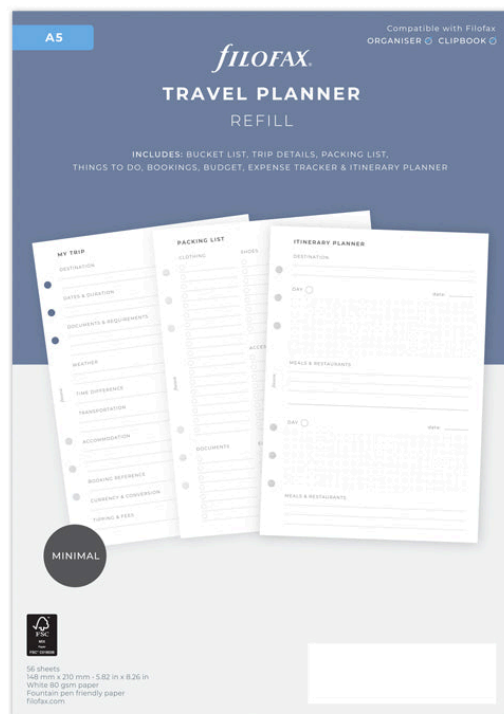 A5
Compatible with Filofax
ORGANISER CLIPBOOK
fILOFAX®
TRAVEL PLANNER
REFILL
INCLUDES: BUCKET LIST, TRIP DETAILS, PACKING LIST,
THINGS TO DO, BOOKINGS, BUDGET, EXPENSE TRACKER & ITINERARY PLANNER
MY TRIP
DESTINATION
DOCUMENTS & REQUIREMENTS
WEATHER
TIME DIFFERENCE
TRANSPORTATION
ACCOMMODATION
BOOKING REFERENCE
CURRENCY & CONVERSION
TIPPING & FEES
PACKING LIST
CLOTHING
SHOES
DOCUMENTS
ITINERARY PLANNER
DESTINATION
DAY
DATE
MEALS & RESTAURANTS
DAY
DATE
MEALS & RESTAURANTS
MINIMAL
FSC
56 sheets
148 mm x 210 mm - 5.82 in x 8.26 in
White 80 gsm paper
Fountain pen friendly paper
filofax.com